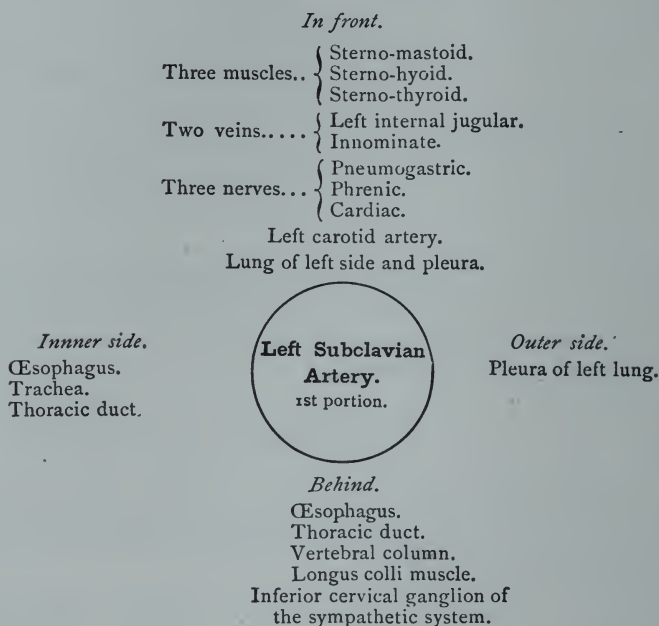 In front.
Three muscles.. { Sterno-mastoid.
Sterno-hyoid.
Sterno-thyroid.
Two veins..... { Left internal jugular.
Innominate.
Three nerves... { Pneumogastric.
Phrenic.
Cardiac.
Left carotid artery.
Lung of left side and pleura.
Innner side.
Œsophagus.
Trachea.
Thoracic duct.
Left Subclavian
Artery.
1st portion.
Outer side.
Pleura of left lung.
Behind.
Œsophagus.
Thoracic duct.
Vertebral column.
Longus colli muscle.
Inferior cervical ganglion of
the sympathetic system.